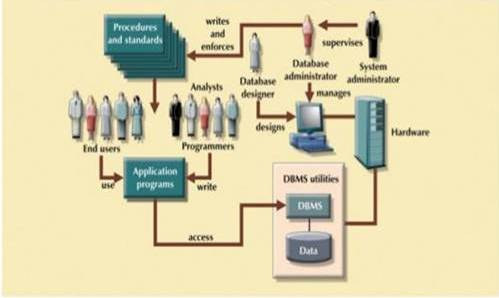 Procedures
and standards
writes
and
enforces
supervises
Analysts
Database
designer
Database
administrator
System
administrator
manages
designs
Hardware
End users
Programmers
use
Application
programs
write
DBMS utilities
DBMS
access
Data